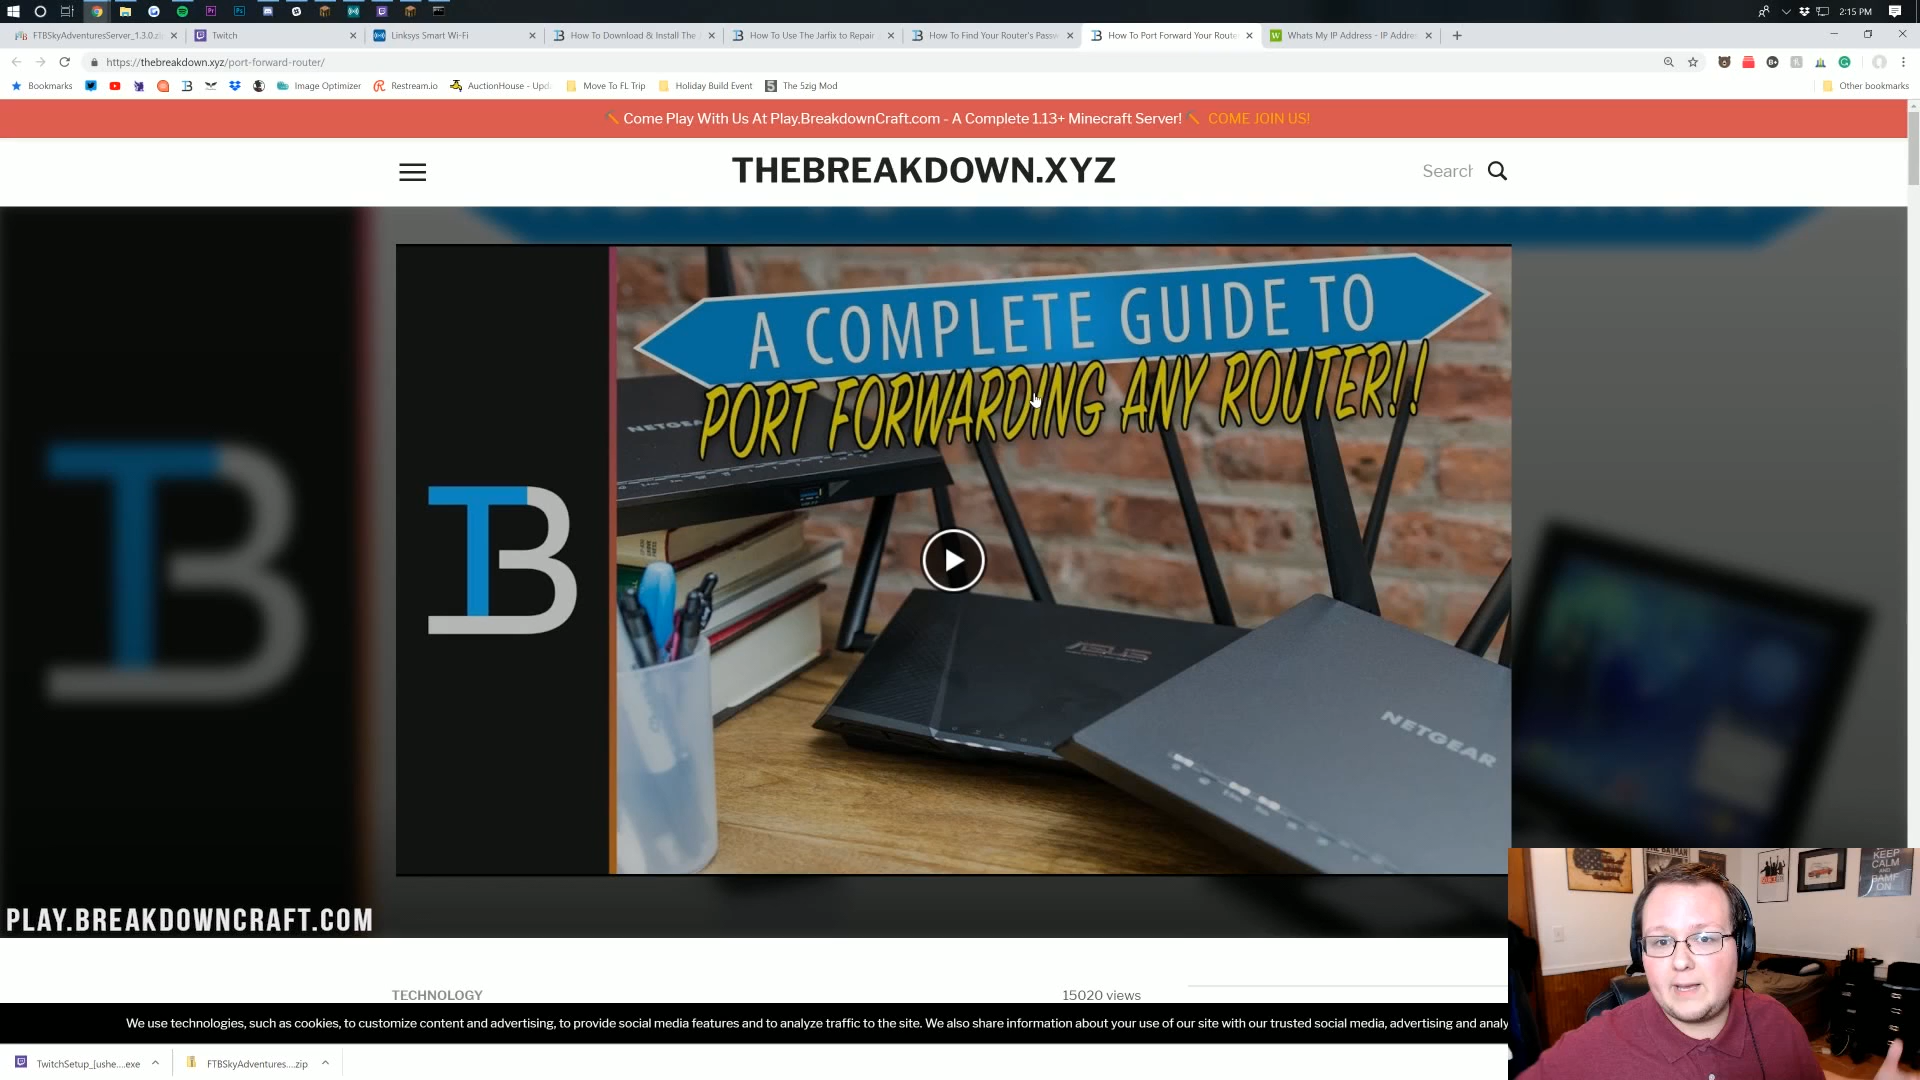 2:15 PM
FTBSkyAdventuresServer_1.3.0.zi
Twitch
Linksys Smart Wi-Fi
How To Download & Install The
How To Use The Jarfix to Repair
How To Find Your Router's Passw
How To Port Forward Your Route
Whats My IP Address - IP Addre
https://thebreakdown.xyz/port-forward-router/
Bookmarks
Image Optimizer
Restream.io
AuctionHouse - Upd
Move To FL Trip
Holiday Build Event
The 5zig Mod
Other bookmarks
Come Play With Us At Play.BreakdownCraft.com - A Complete 1.13+ Minecraft Server! COME JOIN US!
THEBREAKDOWN.XYZ
Search
A COMPLETE GUIDE TO
PORT FORWARDING ANY ROUTER!!
NETGEAR
TB
ASUS
NETGEAR
PLAY.BREAKDOWNCRAFT.COM
KEEP
CALM
AND
ON
TECHNOLOGY
15020 views
We use technologies, such as cookies, to customize content and advertising, to provide social media features and to analyze traffic to the site. We also share information about your use of our site with our trusted social media, advertising and analy
TwitchSetup_[ushe....exe
FTBSkyAdventures....zip